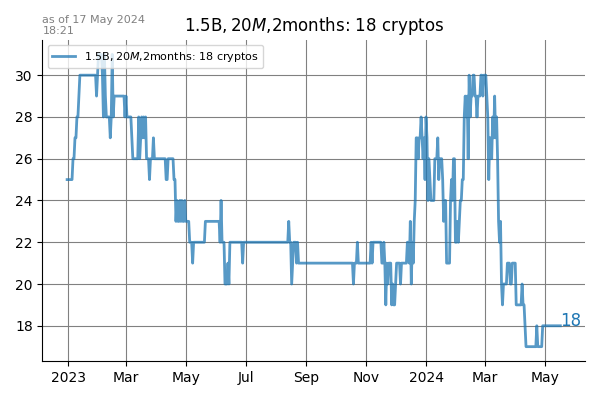 as of 17 May 2024
18:21
1.5B,20M,2months: 18 cryptos
1.5B,20M,2months: 18 cryptos
30
28
26
24
22
20
18
18
2023
Mar
May
Jul
Sep
Nov
2024
Mar
May